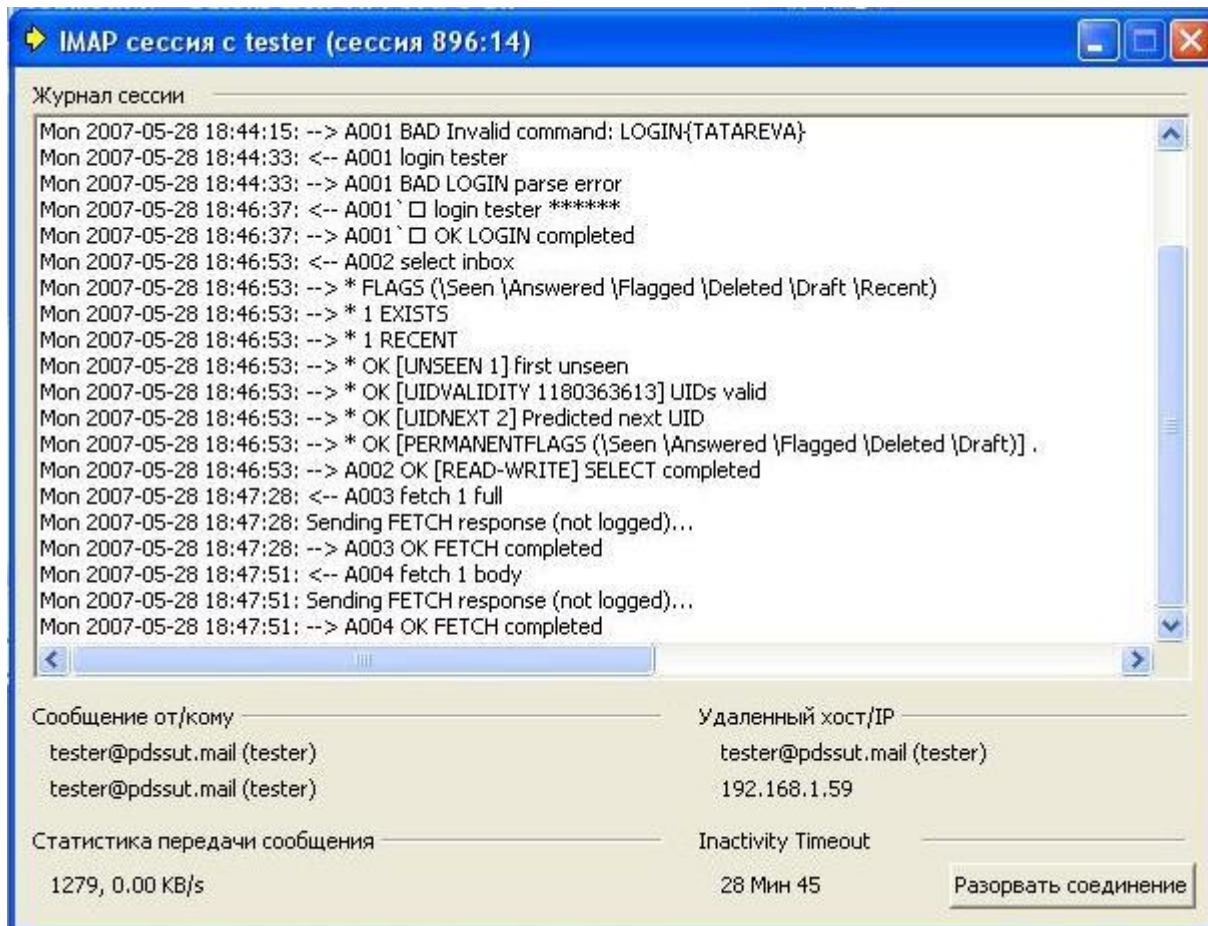 IMAP сессия с tester (сессия 896:14)
Журнал сессии
Mon 2007-05-28 18:44:15: --> A001 BAD Invalid command: LOGIN{TATAREVA}
Mon 2007-05-28 18:44:33: <-- A001 login tester
Mon 2007-05-28 18:44:33: --> A001 BAD LOGIN parse error
Mon 2007-05-28 18:46:37: <-- A001`□ login tester ******
Mon 2007-05-28 18:46:37: --> A001`□ OK LOGIN completed
Mon 2007-05-28 18:46:53: <-- A002 select inbox
Mon 2007-05-28 18:46:53: --> * FLAGS (\Seen \Answered \Flagged \Deleted \Draft \Recent)
Mon 2007-05-28 18:46:53: --> * 1 EXISTS
Mon 2007-05-28 18:46:53: --> * 1 RECENT
Mon 2007-05-28 18:46:53: --> * OK [UNSEEN 1] first unseen
Mon 2007-05-28 18:46:53: --> * OK [UIDVALIDITY 1180363613] UIDs valid
Mon 2007-05-28 18:46:53: --> * OK [UIDNEXT 2] Predicted next UID
Mon 2007-05-28 18:46:53: --> * OK [PERMANENTFLAGS (\Seen \Answered \Flagged \Deleted \Draft)] .
Mon 2007-05-28 18:46:53: --> A002 OK [READ-WRITE] SELECT completed
Mon 2007-05-28 18:47:28: <-- A003 fetch 1 full
Mon 2007-05-28 18:47:28: Sending FETCH response (not logged)...
Mon 2007-05-28 18:47:28: --> A003 OK FETCH completed
Mon 2007-05-28 18:47:51: <-- A004 fetch 1 body
Mon 2007-05-28 18:47:51: Sending FETCH response (not logged)...
Mon 2007-05-28 18:47:51: --> A004 OK FETCH completed
Сообщение от/кому
tester@pdssut.mail (tester)
tester@pdssut.mail (tester)
Удаленный хост/IP
tester@pdssut.mail (tester)
192.168.1.59
Статистика передачи сообщения
1279, 0.00 KB/s
Inactivity Timeout
28 Мин 45
Разорвать соединение